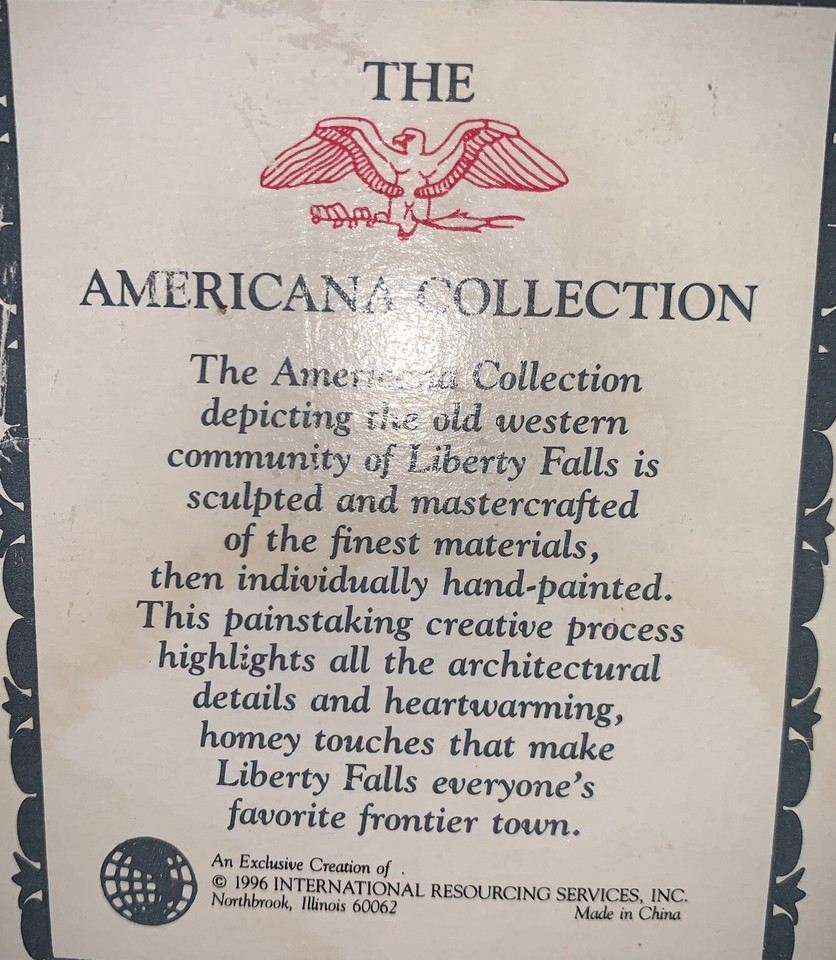 THE
AMERICANA COLLECTION
The Americana Collection
depicting the old western
community of Liberty Falls is
sculpted and mastercrafted
of the finest materials,
then individually hand-painted.
This painstaking creative process
highlights all the architectural
details and heartwarming,
homey touches that make
Liberty Falls everyone's
favorite frontier town.
An Exclusive Creation of
© 1996 INTERNATIONAL RESOURCING SERVICES, INC.
Northbrook, Illinois 60062 Made in China